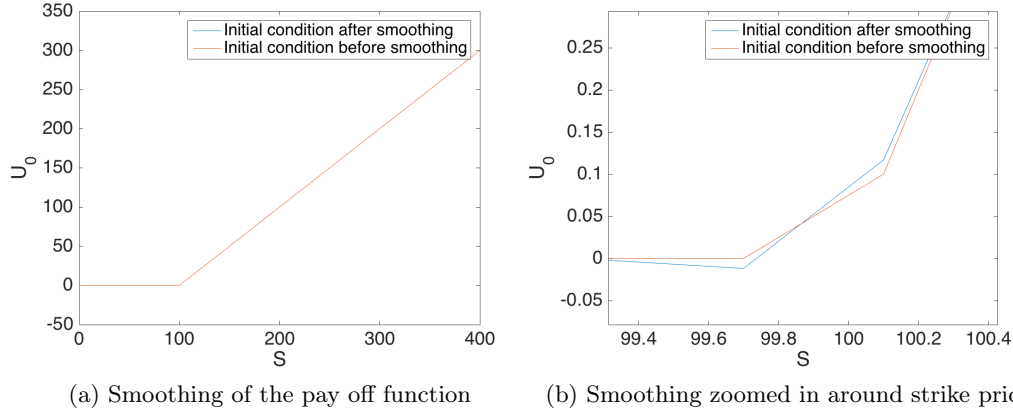 350
300
250
200
150
100
50
0
-50
0
100
200
300
400
U0
S
Initial condition after smoothing
Initial condition before smoothing
(a) Smoothing of the pay off function
0.25
0.2
0.15
0.1
0.05
0
-0.05
99.4
99.6
99.8
100
100.2
100.4
U0
S
Initial condition after smoothing
Initial condition before smoothing
(b) Smoothing zoomed in around strike pric